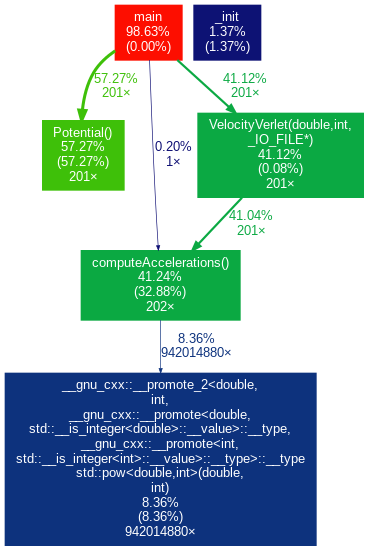 main
98.63%
(0.00%)
_init
1.37%
(1.37%)
57.27%
201×
41.12%
201×
Potential()
57.27%
(57.27%)
201×
0.20%
1×
VelocityVerlet(double,int,
_IO_FILE*)
41.12%
(0.08%)
201×
41.04%
201×
computeAccelerations()
41.24%
(32.88%)
202×
8.36%
942014880×
__gnu_cxx::__promote_2<double,
int,
__gnu_cxx::__promote<double,
std::__is_integer<double>::__value>::__type,
__gnu_cxx::__promote<int,
std::__is_integer<int>::__value>::__type>::__type
std::pow<double,int>(double,
int)
8.36%
(8.36%)
942014880×